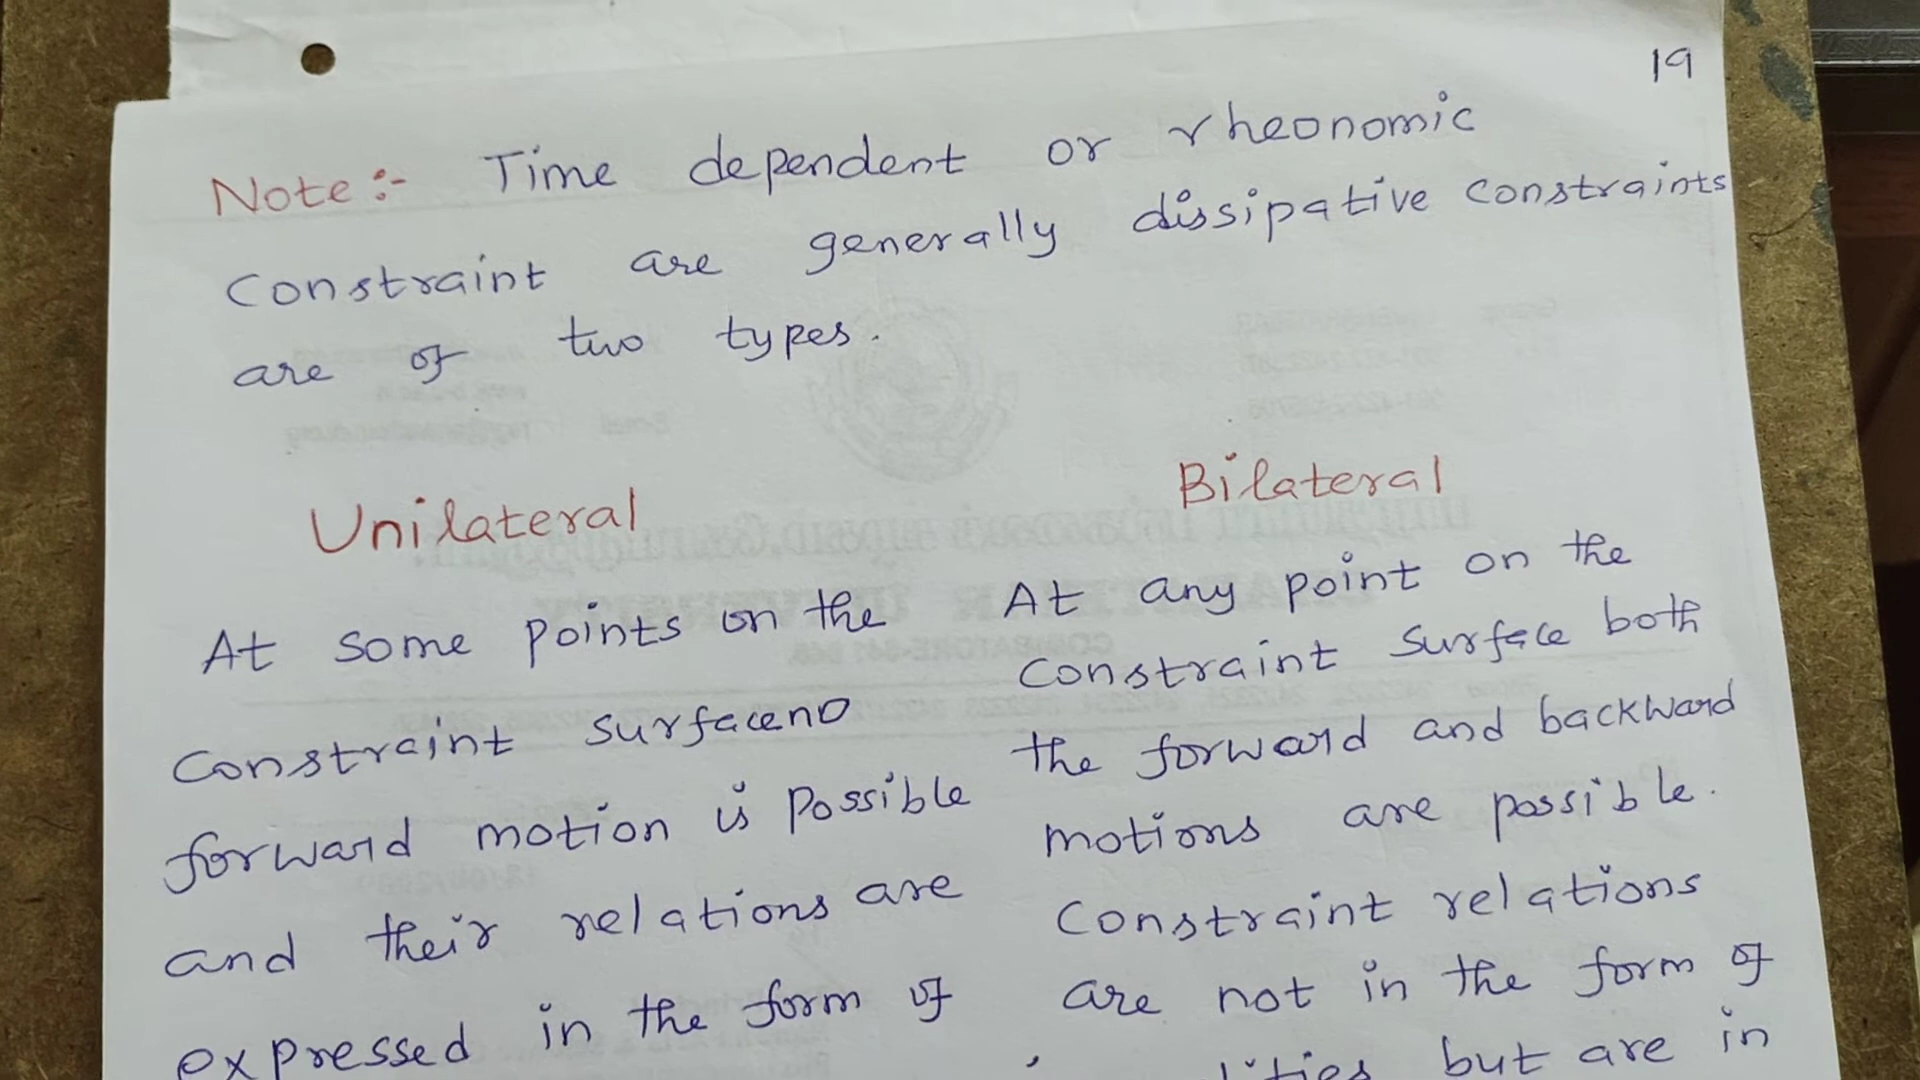 19
Note:- Time dependent or rheonomic
constraint are generally dissipative constraints
are of two types.
Unilateral
At some points on the
constraint surface no
forward motion is possible
and their relations are
expressed in the form of
Bilateral
At any point on the
constraint surface both
the forward and backward
motions are possible.
Constraint relations
are not in the form of
but are in